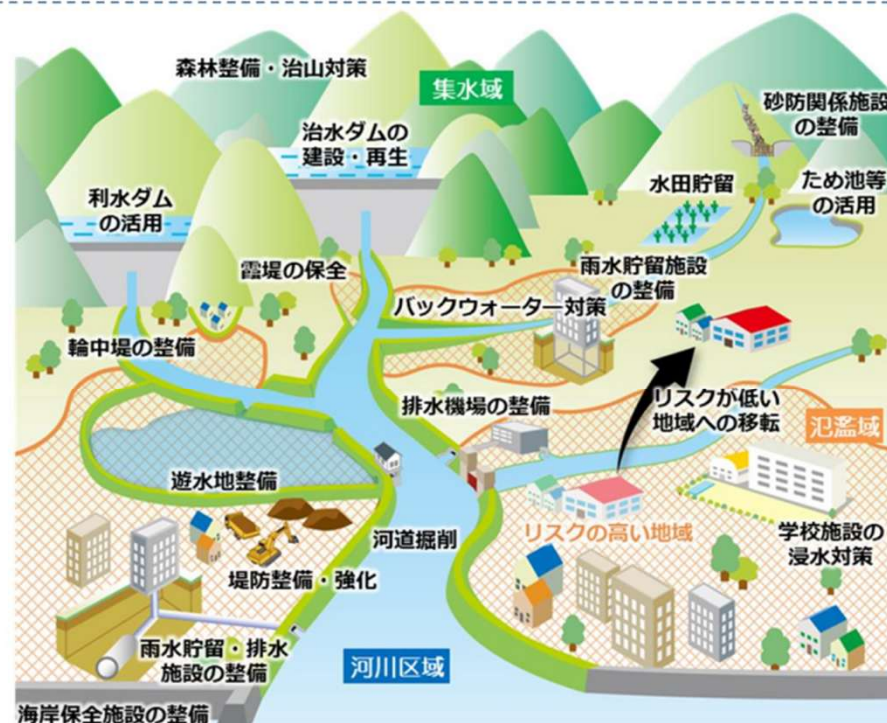 森林整備・治山対策
集水域
砂防関係施設
の整備
治水ダムの
建設・再生
水田貯留
ため池等
の活用
利水ダム
の活用
霞堤の保全
雨水貯留施設
の整備
バックウォーター対策
輪中堤の整備
排水機場の整備
リスクが低い
地域への移転
氾濫域
遊水地整備
河道掘削
リスクの高い地域
学校施設の
浸水対策
堤防整備・強化
雨水貯留・排水
施設の整備
河川区域
海岸保全施設の整備